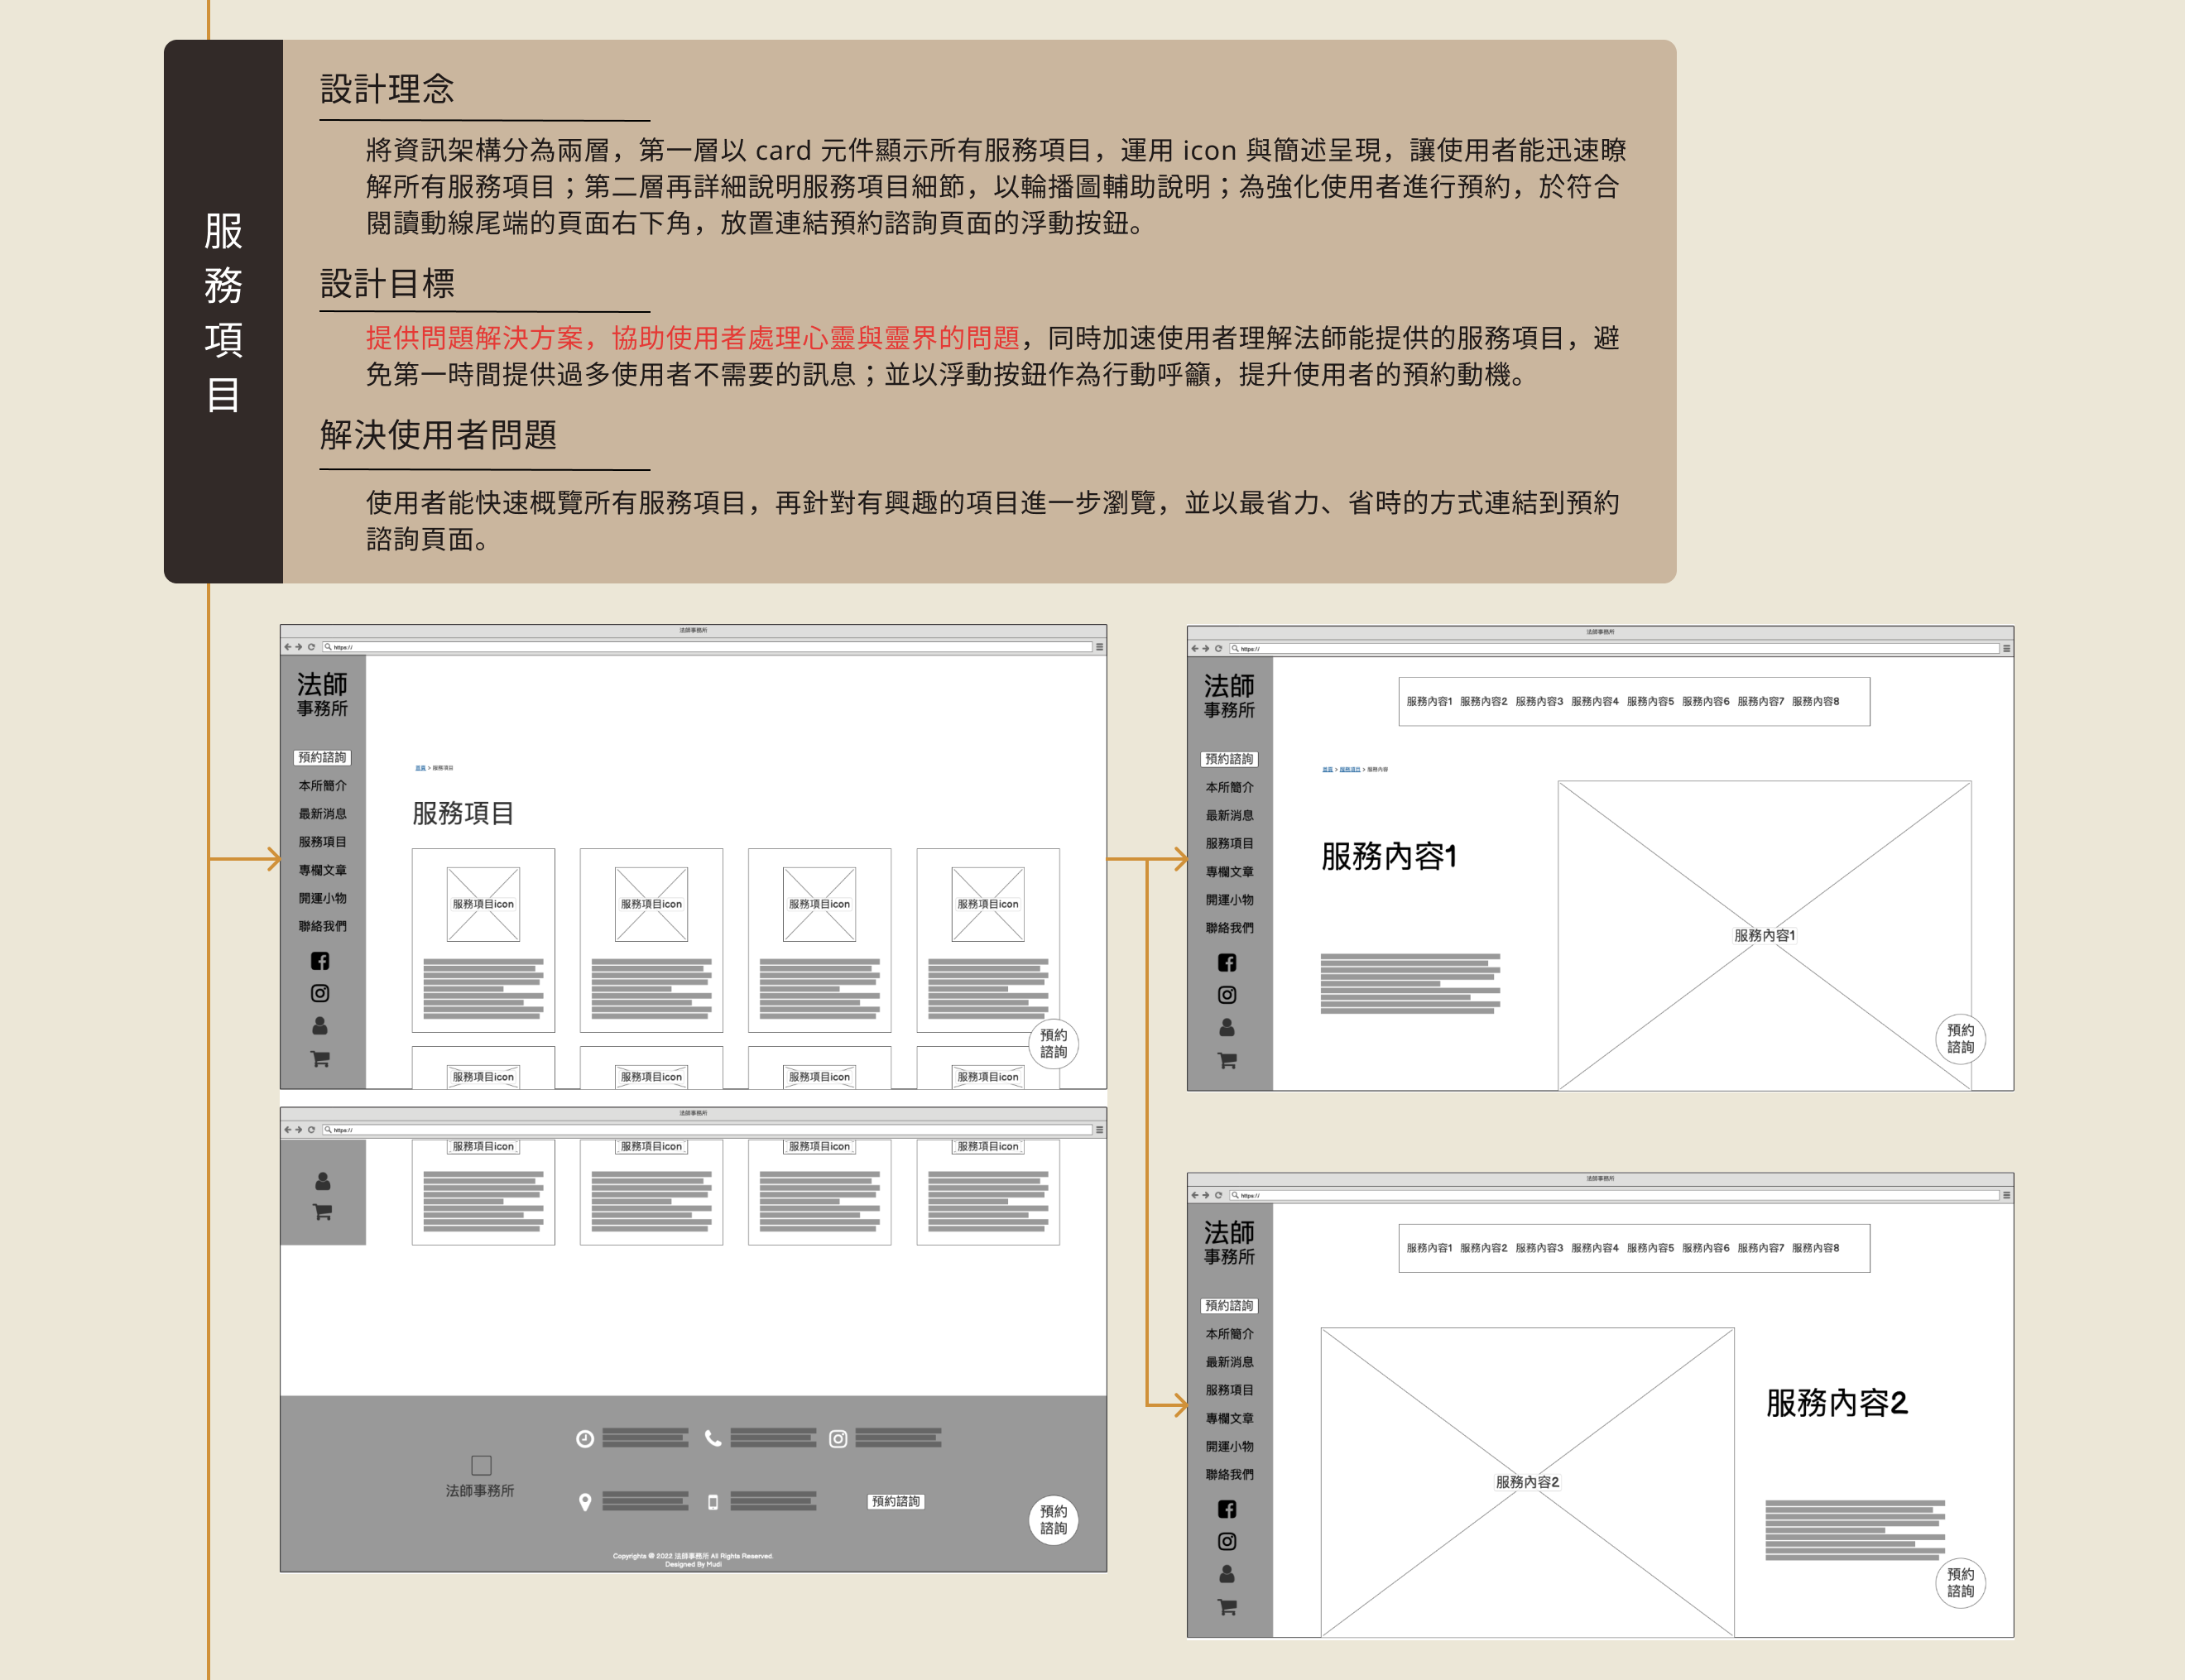 服務項目
設計理念
將資訊架構分為兩層，第一層以 card 元件顯示所有服務項目，運用 icon 與簡述呈現，讓使用者能迅速瞭
解所有服務項目；第二層再詳細說明服務項目細節，以輪播圖輔助說明；為強化使用者進行預約，於符合
閱讀動線尾端的頁面右下角，放置連結預約諮詢頁面的浮動按鈕。
設計目標
提供問題解決方案，協助使用者處理心靈與靈界的問題，同時加速使用者理解法師能提供的服務項目，避
免第一時間提供過多使用者不需要的訊息；並以浮動按鈕作為行動呼籲，提升使用者的預約動機。
解決使用者問題
使用者能快速概覽所有服務項目，再針對有興趣的項目進一步瀏覽，並以最省力、省時的方式連結到預約
諮詢頁面。
法師事務所
https://
法師
事務所
預約諮詢
本所簡介
最新消息
服務項目
專欄文章
開運小物
聯絡我們
首頁 > 服務項目
服務項目
服務項目icon
服務項目icon
服務項目icon
服務項目icon
預約
諮詢
服務項目icon
服務項目icon
服務項目icon
服務項目icon
法師事務所
https://
服務項目icon
服務項目icon
服務項目icon
服務項目icon
法師事務所
預約諮詢
預約
諮詢
Copyrights @ 2022 法師事務所 All Rights Reserved.
Designed By Mudi
法師事務所
https://
法師
事務所
預約諮詢
本所簡介
最新消息
服務項目
專欄文章
開運小物
聯絡我們
服務內容1 服務內容2 服務內容3 服務內容4 服務內容5 服務內容6 服務內容7 服務內容8
首頁 > 服務項目 > 服務內容
服務內容1
服務內容1
預約
諮詢
法師事務所
https://
法師
事務所
預約諮詢
本所簡介
最新消息
服務項目
專欄文章
開運小物
聯絡我們
服務內容1 服務內容2 服務內容3 服務內容4 服務內容5 服務內容6 服務內容7 服務內容8
服務內容2
服務內容2
預約
諮詢